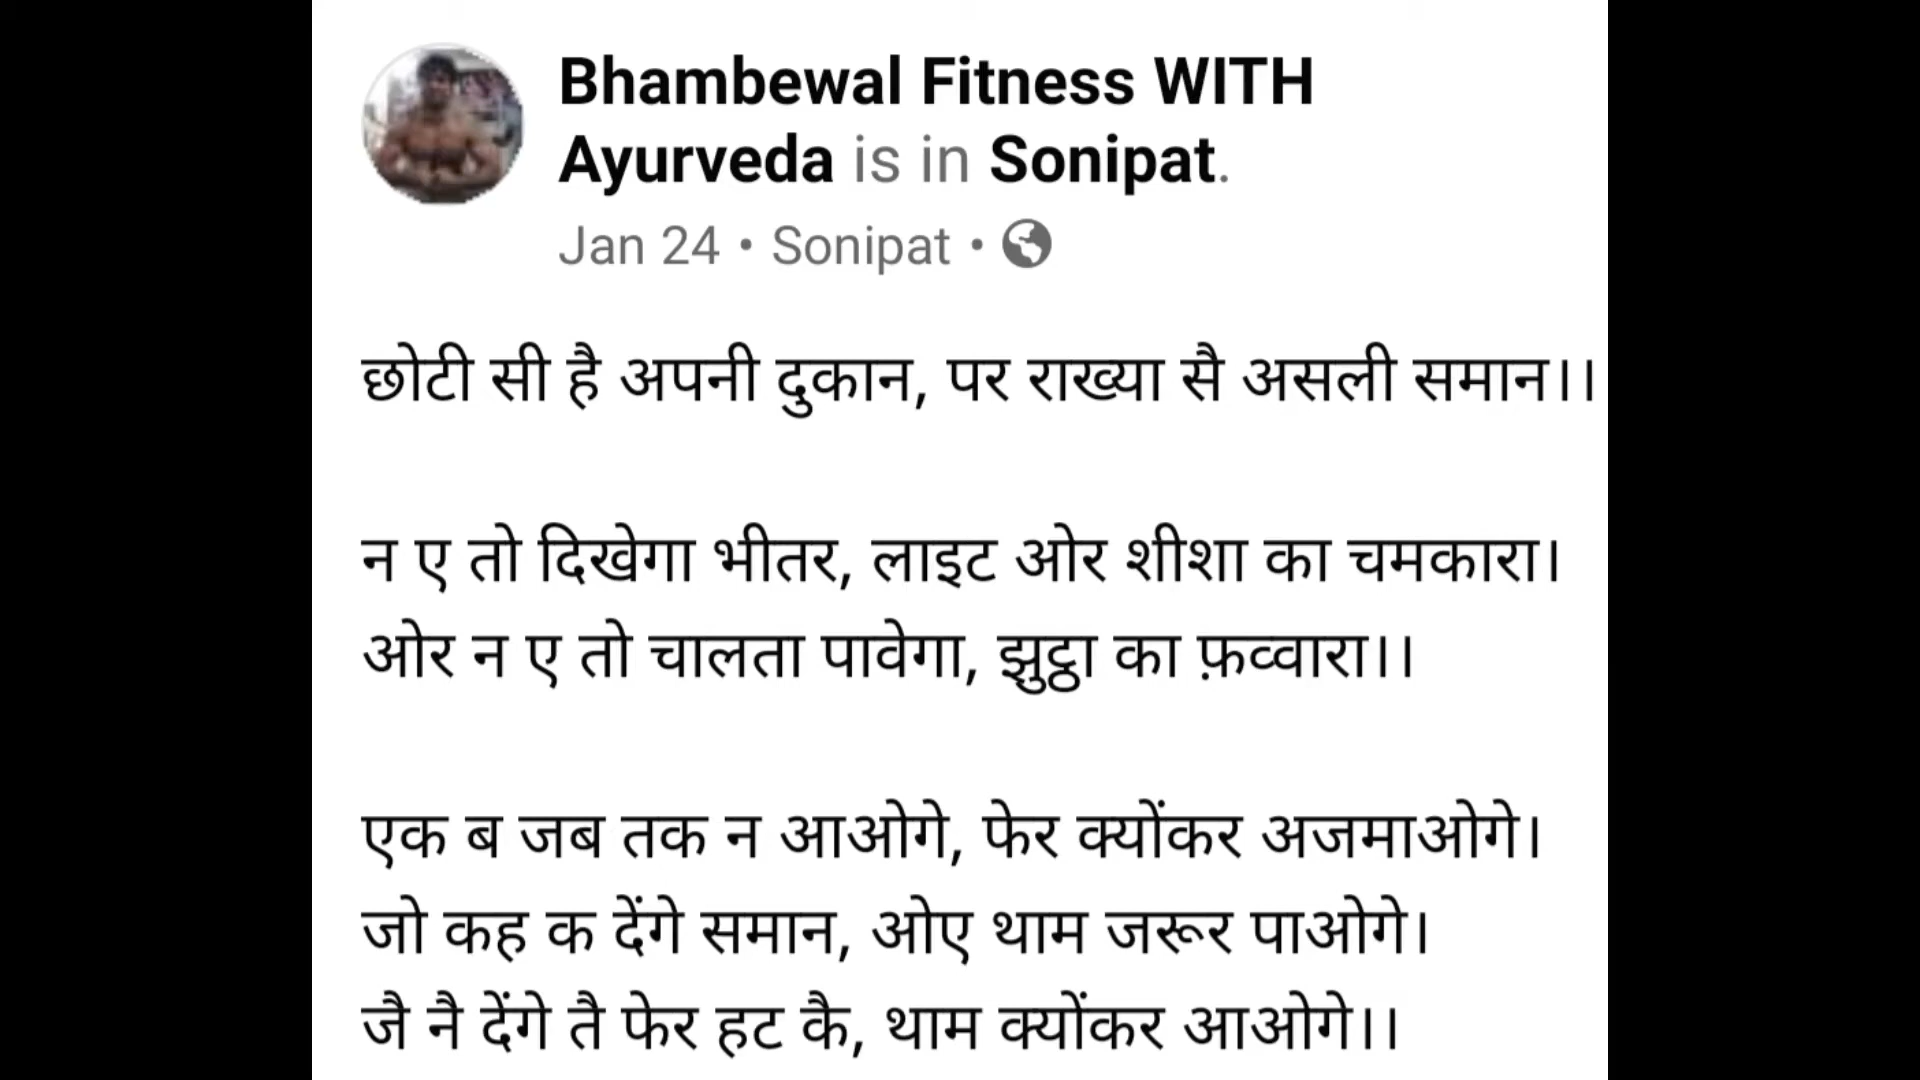 Bhambewal Fitness WITH
Ayurveda is in Sonipat.
Jan 24 • Sonipat •
छोटी सी है अपनी दुकान, पर राख्या सै असली समान।।
न ए तो दिखेगा भीतर, लाइट ओर शीशा का चमकारा।
ओर न ए तो चालता पावेगा, झुट्ठा का फ़व्वारा।।
एक ब जब तक न आओगे, फेर क्योंकर अजमाओगे।
जो कह क देंगे समान, ओए थाम जरूर पाओगे।
जै नै देंगे तै फेर हट कै, थाम क्योंकर आओगे।।